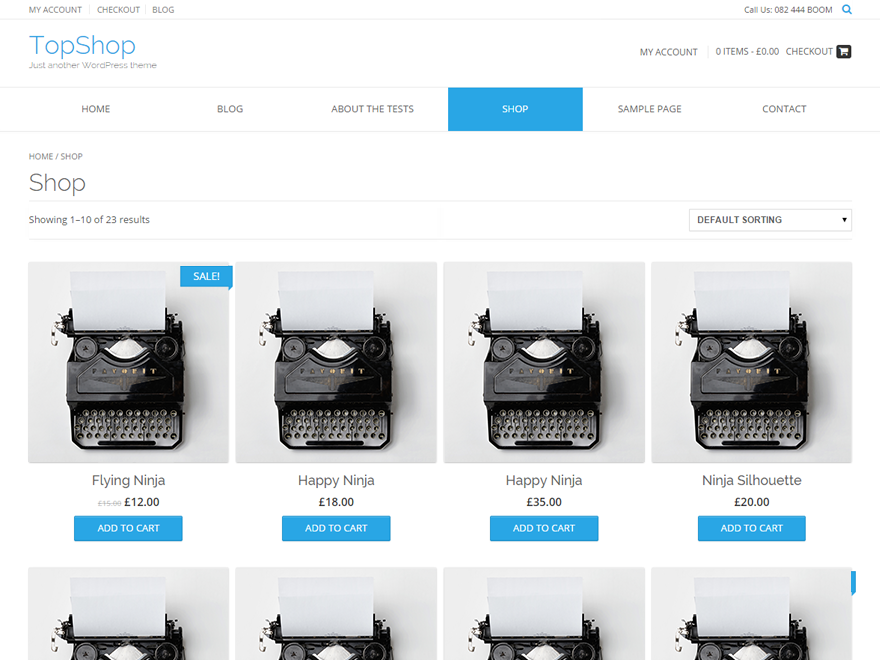 MY ACCOUNT CHECKOUT BLOG Call Us: 082 444 BOOM
TopShop
Just another WordPress theme
MY ACCOUNT 0 ITEMS - £0.00 CHECKOUT
HOME BLOG ABOUT THE TESTS SHOP SAMPLE PAGE CONTACT
HOME / SHOP
Shop
Showing 1–10 of 23 results DEFAULT SORTING
SALE!
Flying Ninja Happy Ninja Happy Ninja Ninja Silhouette
£15.00 £12.00 £18.00 £35.00 £20.00
ADD TO CART ADD TO CART ADD TO CART ADD TO CART